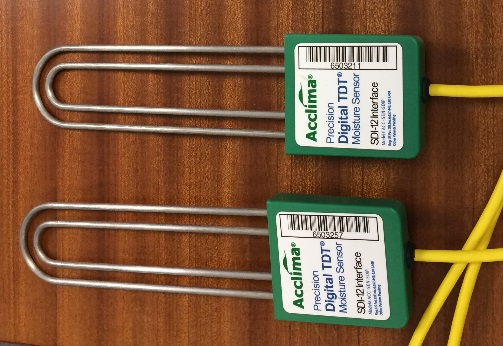 6503211
Acclima®
Precision
Digital TDT®
Moisture Sensor
SDI-12 Interface
6503257
Acclima®
Precision
Digital TDT®
Moisture Sensor
SDI-12 Interface